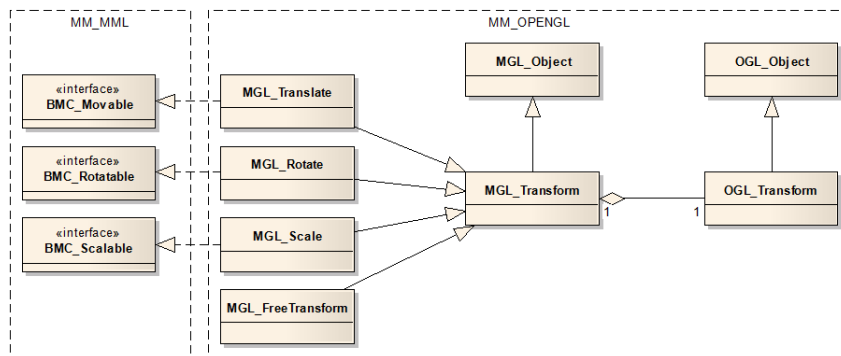 MM_MML
MM_OPENGL
MGL_Object
OGL_Object
«interface»
BMC_Movable
MGL_Translate
«interface»
BMC_Rotatable
MGL_Rotate
MGL_Transform
OGL_Transform
1
1
«interface»
BMC_Scalable
MGL_Scale
MGL_FreeTransform